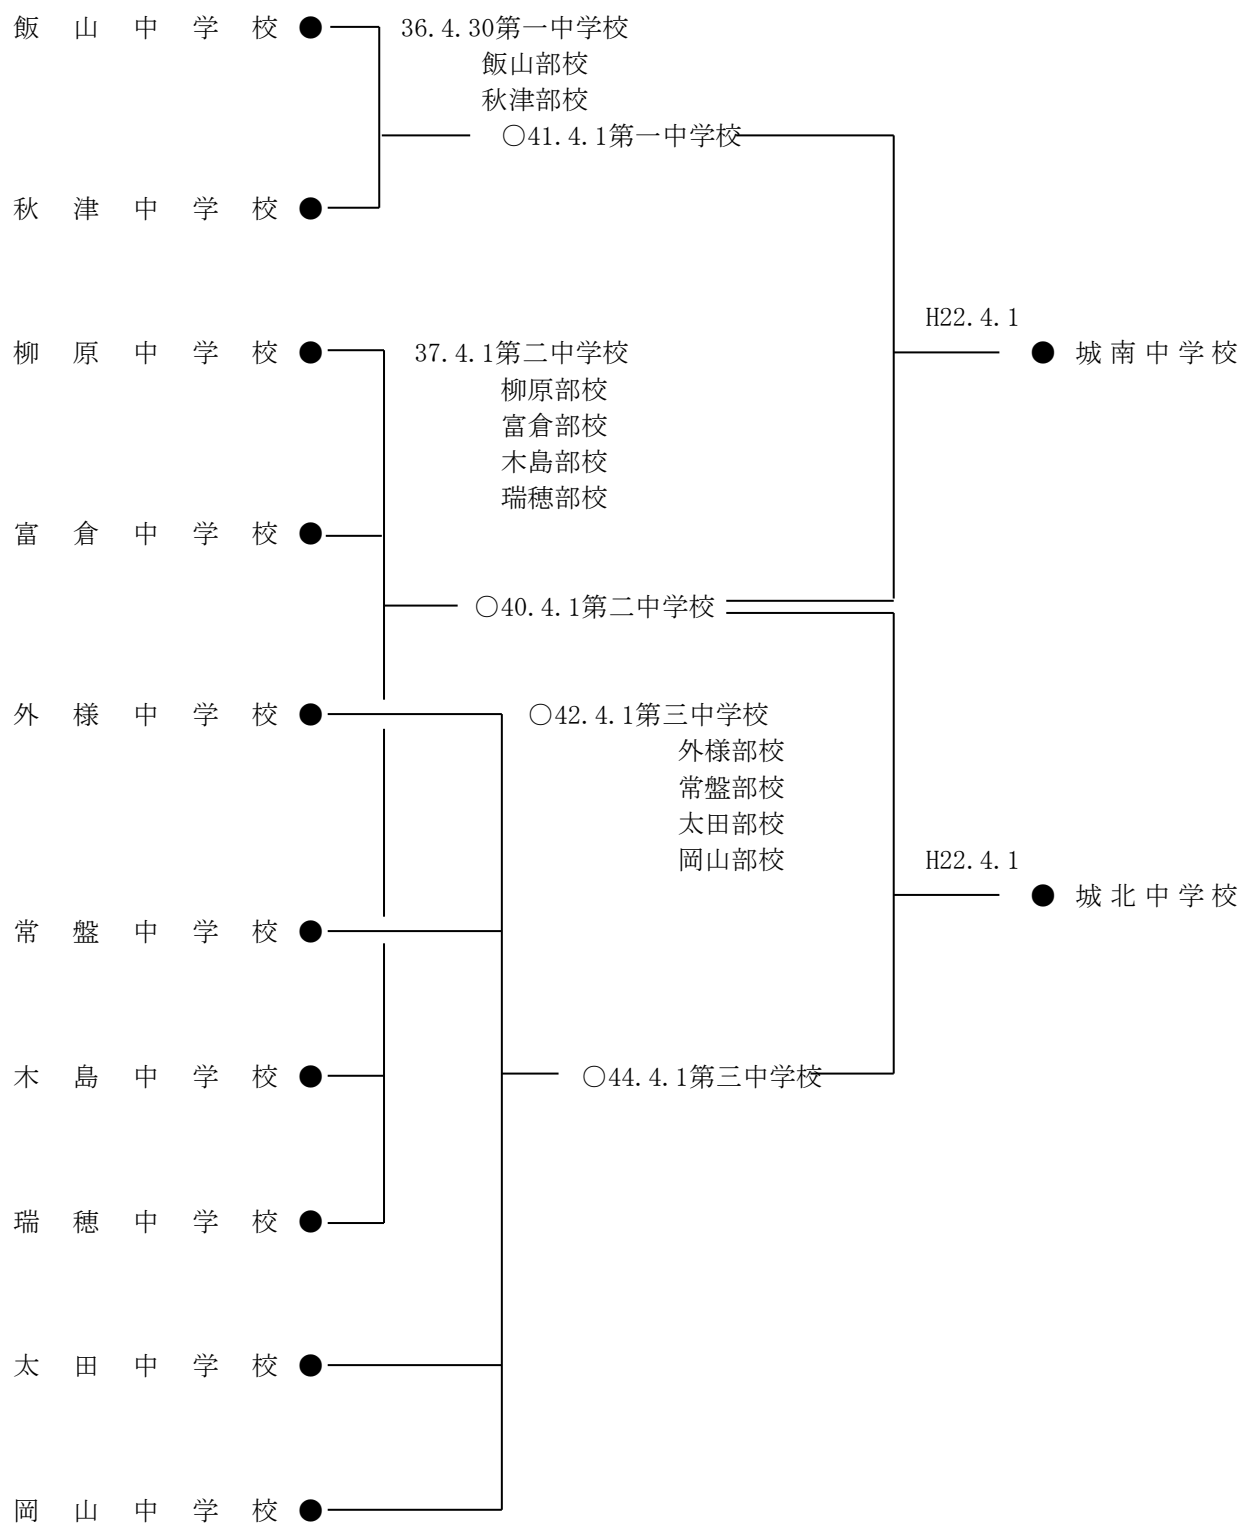 飯山中学校
36.4.30第一中学校
飯山部校
秋津部校
○41.4.1第一中学校
秋津中学校
H22.4.1
柳原中学校
37.4.1第二中学校
城南中学校
柳原部校
富倉部校
木島部校
瑞穂部校
富倉中学校
○40.4.1第二中学校
外様中学校
○42.4.1第三中学校
外様部校
常盤部校
太田部校
岡山部校
H22.4.1
城北中学校
常盤中学校
木島中学校
○44.4.1第三中学校
瑞穂中学校
太田中学校
岡山中学校